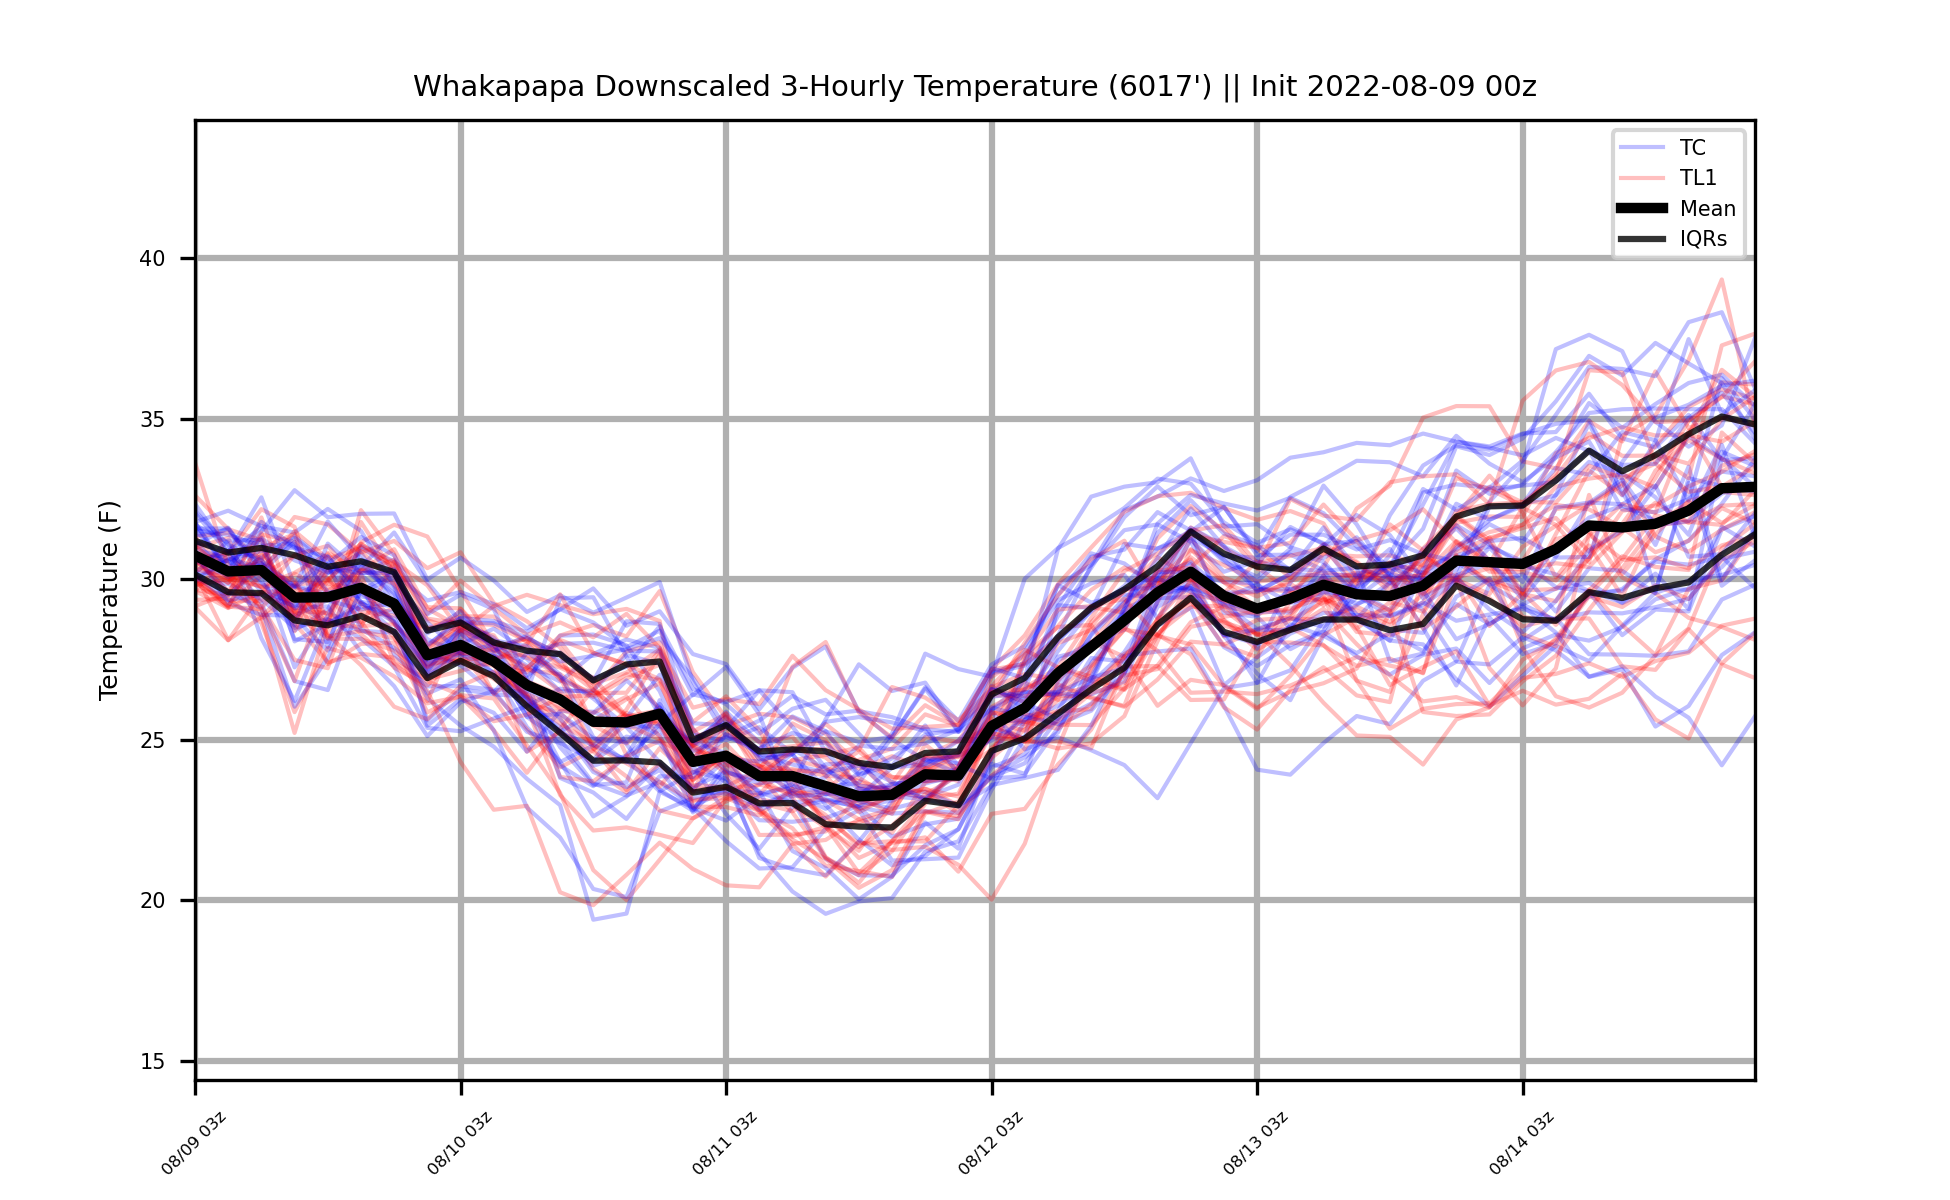 Whakapapa Downscaled 3-Hourly Temperature (6017') || Init 2022-08-09 00z
TC
TL1
Mean
IQRs
Temperature (F)
40
35
30
25
20
15
08/09 03z
08/10 03z
08/11 03z
08/12 03z
08/13 03z
08/14 03z